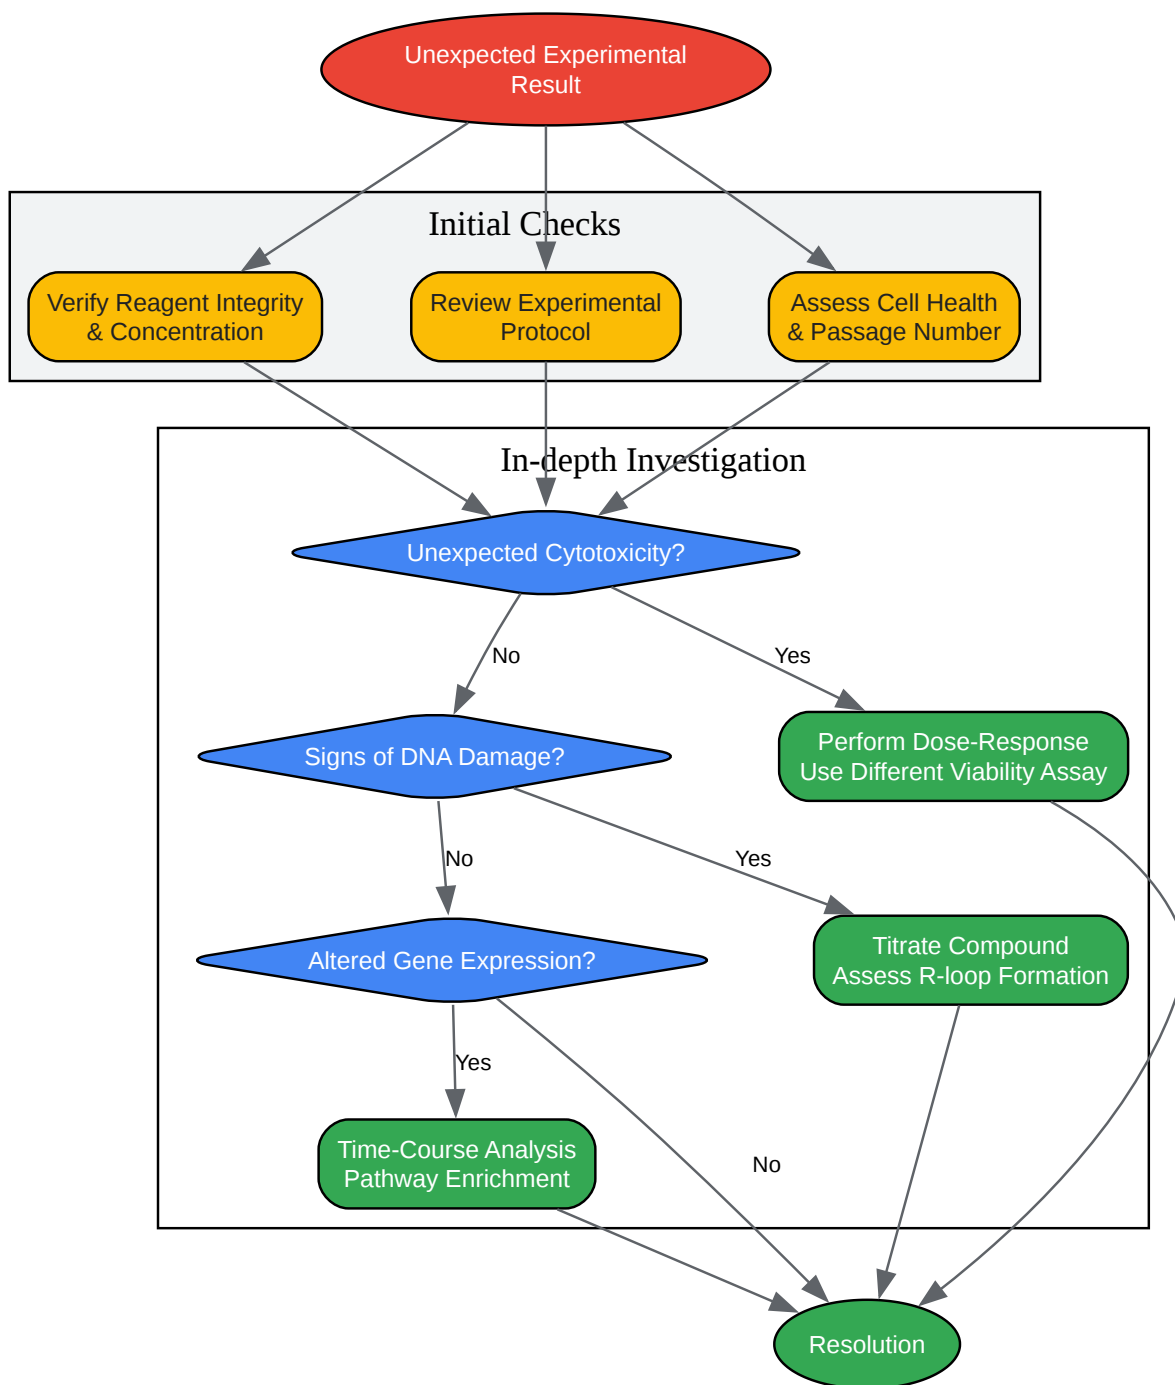 Unexpected Experimental
Result
Initial Checks
Verify Reagent Integrity
& Concentration
Review Experimental
Protocol
Assess Cell Health
& Passage Number
In-depth Investigation
Unexpected Cytotoxicity?
No
Yes
Signs of DNA Damage?
Perform Dose-Response
Use Different Viability Assay
No
Yes
Altered Gene Expression?
Titrate Compound
Assess R-loop Formation
Yes
No
Time-Course Analysis
Pathway Enrichment
Resolution